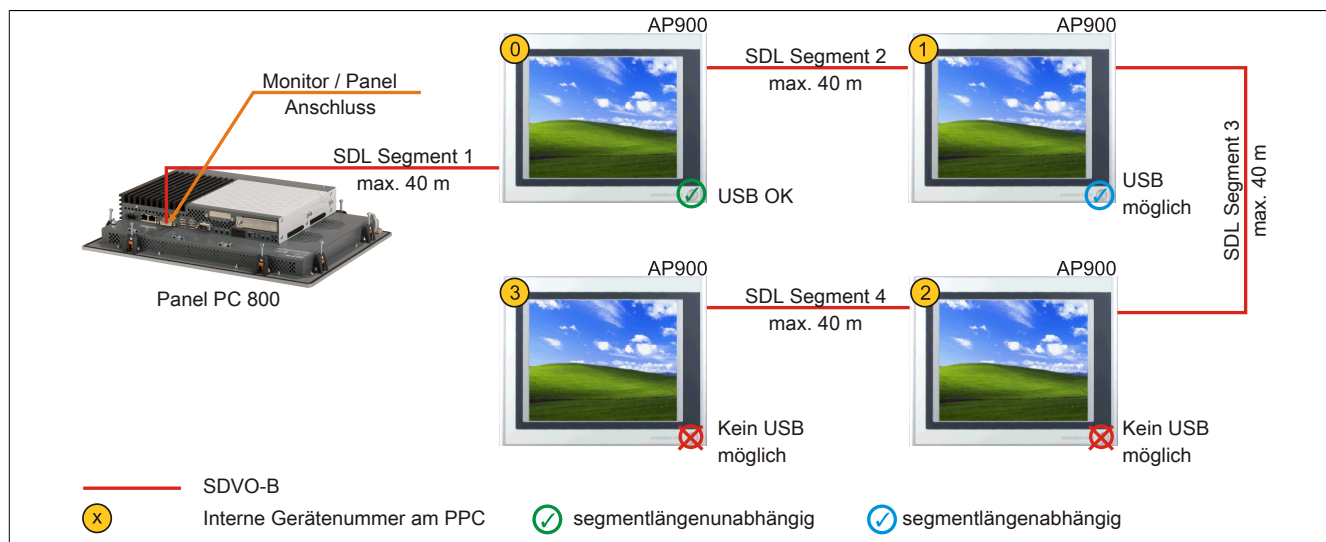 AP900
AP900
0
SDL Segment 2
max. 40 m
1
Monitor / Panel
Anschluss
SDL Segment 1
max. 40 m
SDL Segment 3
max. 40 m
USB OK
USB
möglich
Panel PC 800
AP900
AP900
3
SDL Segment 4
max. 40 m
2
Kein USB
möglich
Kein USB
möglich
SDVO-B
x
Interne Gerätenummer am PPC
segmentlängenunabhängig
segmentlängenabhängig